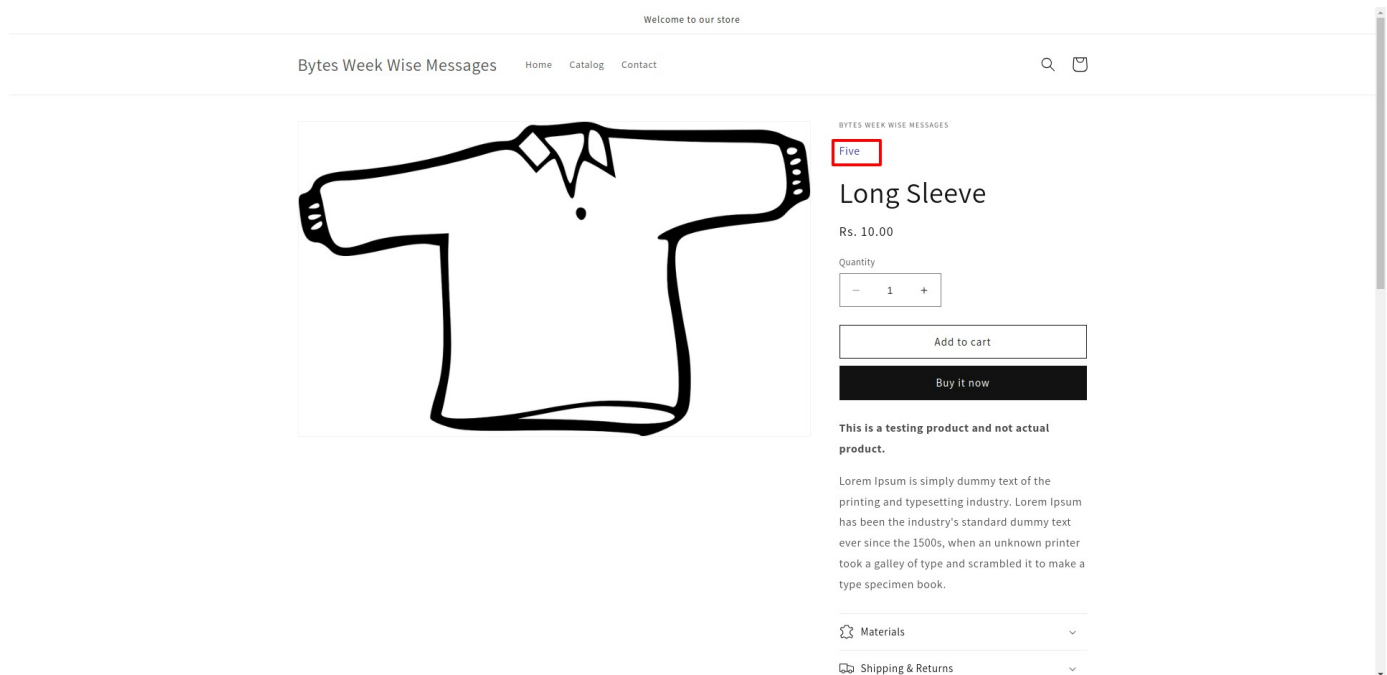 Welcome to our store
Bytes Week Wise Messages
Home Catalog Contact
BYTES WEEK WISE MESSAGES
Five
Long Sleeve
Rs. 10.00
Quantity
− 1 +
Add to cart
Buy it now
This is a testing product and not actual
product.
Lorem Ipsum is simply dummy text of the
printing and typesetting industry. Lorem Ipsum
has been the industry's standard dummy text
ever since the 1500s, when an unknown printer
took a galley of type and scrambled it to make a
type specimen book.
Materials
Shipping & Returns